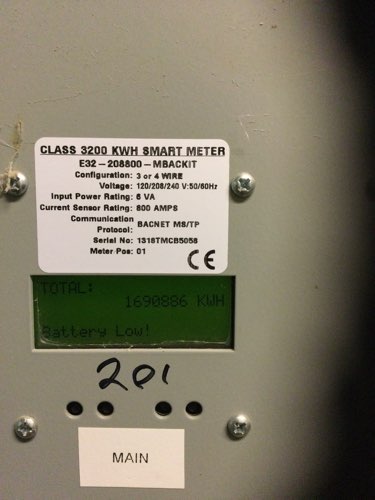 CLASS 3200 KWH SMART METER
E32-208800-MBACKIT
Configuration: 3 or 4 WIRE
Voltage: 120/208/240 V:50/60Hz
Input Power Rating: 6 VA
Current Sensor Rating: 800 AMPS
Communication Protocol: BACNET MS/TP
Serial No: 1318TMCB5058
Meter Pos: 01
CE
TOTAL:
1690886 KWH
Battery Low!
201
MAIN